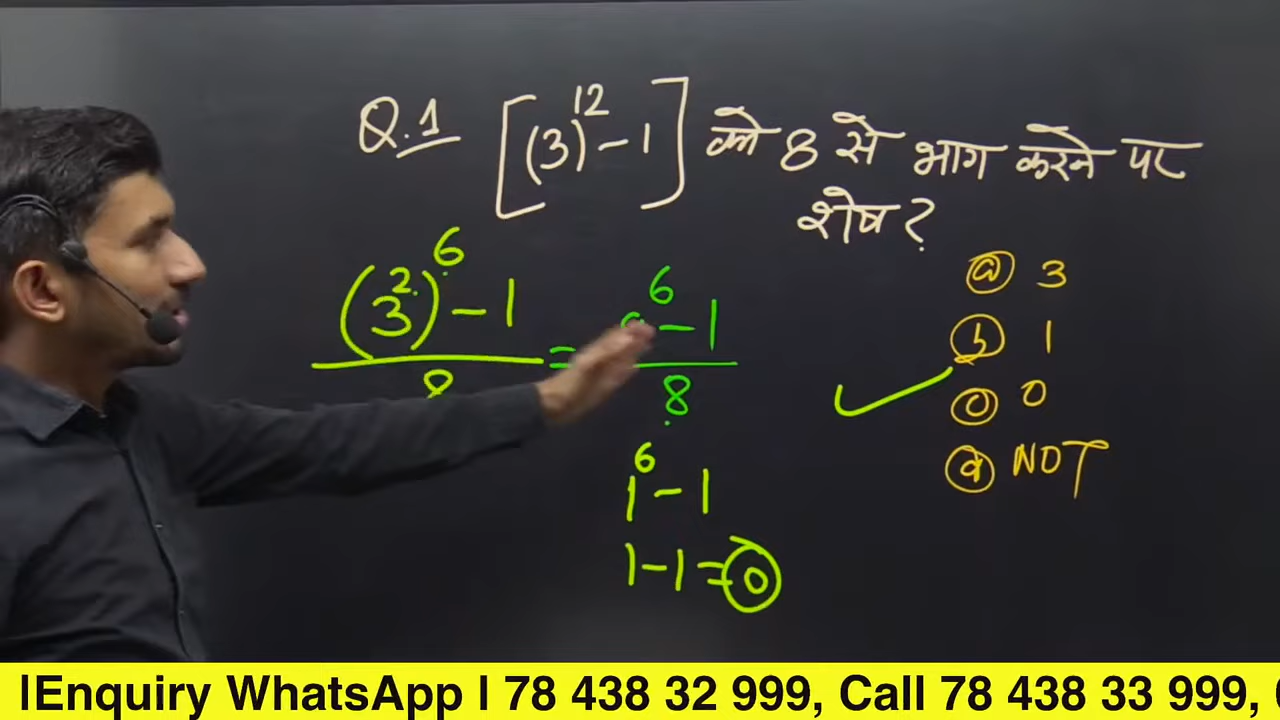 Q.1 [(3)¹² - 1] को 8 से भाग करने पर
शेष ?
(3²)⁶ - 1 / 8 = ⁶ - 1 / 8
1⁶ - 1
1 - 1 = 0
a 3
b 1
0
d NOT
IEnquiry WhatsApp I 78 438 32 999, Call 78 438 33 999,